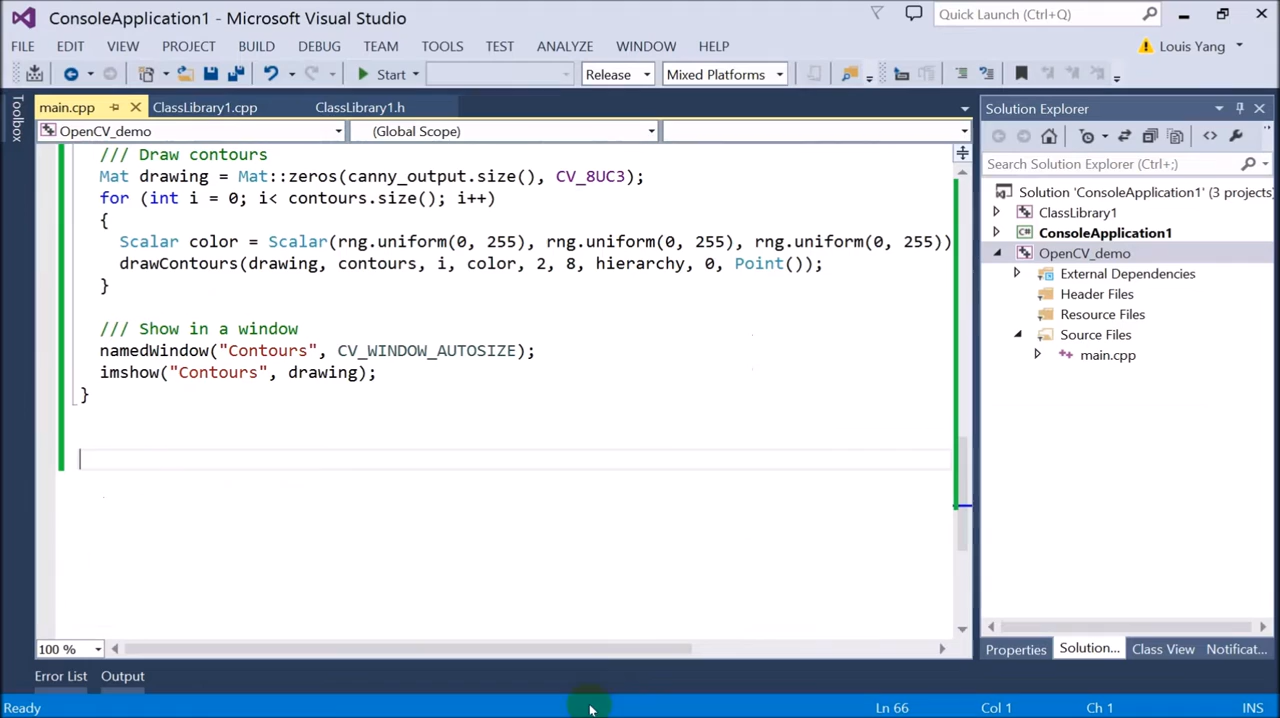 ConsoleApplication1 - Microsoft Visual Studio
Quick Launch (Ctrl+Q)
FILE EDIT VIEW PROJECT BUILD DEBUG TEAM TOOLS TEST ANALYZE WINDOW HELP
Louis Yang
Start Release Mixed Platforms
Toolbox
main.cpp ClassLibrary1.cpp ClassLibrary1.h
OpenCV_demo (Global Scope)
/// Draw contours
Mat drawing = Mat::zeros(canny_output.size(), CV_8UC3);
for (int i = 0; i< contours.size(); i++)
{
Scalar color = Scalar(rng.uniform(0, 255), rng.uniform(0, 255), rng.uniform(0, 255))
drawContours(drawing, contours, i, color, 2, 8, hierarchy, 0, Point());
}
/// Show in a window
namedWindow("Contours", CV_WINDOW_AUTOSIZE);
imshow("Contours", drawing);
}
100 %
Solution Explorer
Search Solution Explorer (Ctrl+;)
Solution 'ConsoleApplication1' (3 projects)
ClassLibrary1
ConsoleApplication1
OpenCV_demo
External Dependencies
Header Files
Resource Files
Source Files
main.cpp
Properties Solution... Class View Notificat...
Error List Output
Ready Ln 66 Col 1 Ch 1 INS